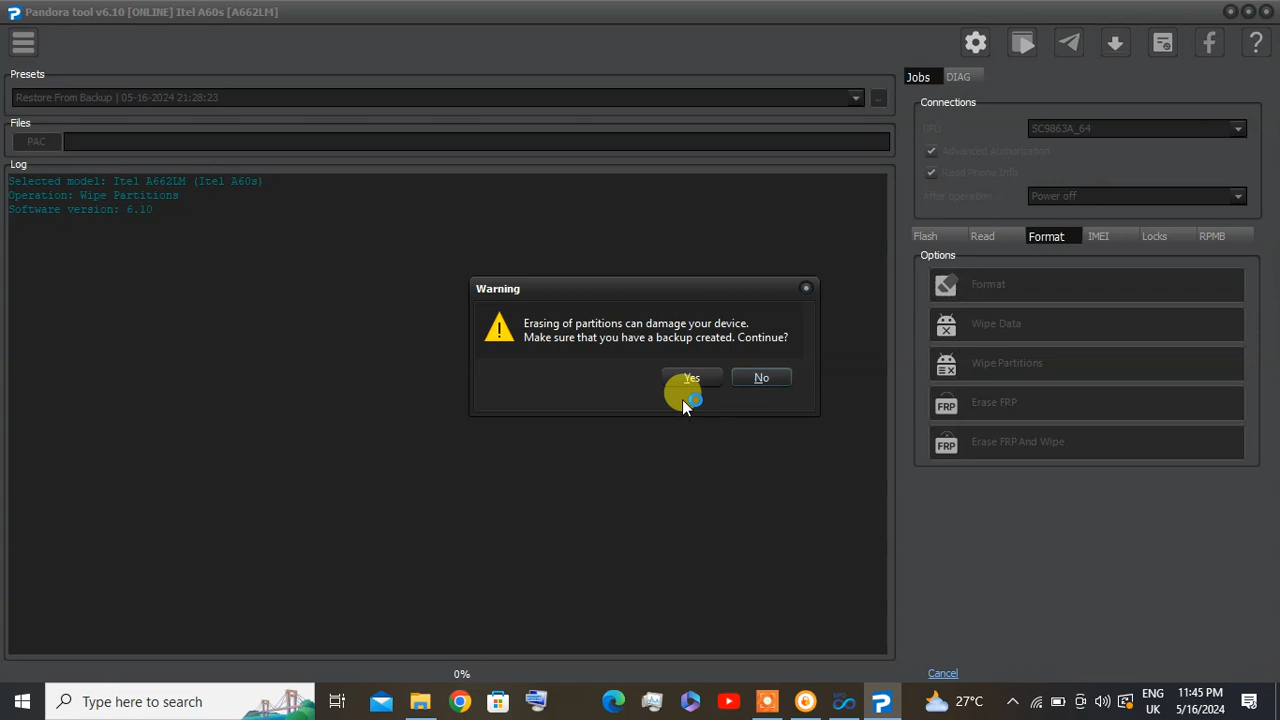 Pandora tool v6.10 [ONLINE] Itel A60s [A662LM]
Presets
Restore From Backup | 05-16-2024 21:28:23
...
Files
PAC
Log
Selected model: Itel A662LM (Itel A60s)
Operation: Wipe Partitions
Software version: 6.10
Warning
Erasing of partitions can damage your device.
Make sure that you have a backup created. Continue?
Yes
No
Jobs
DIAG
Connections
CPU
SC9863A_64
Advanced Authorization
Read Phone Info
After operation
Power off
Flash
Read
Format
IMEI
Locks
RPMB
Options
Format
Wipe Data
Wipe Partitions
FRP
Erase FRP
FRP
Erase FRP And Wipe
0%
Cancel
Type here to search
27°C
ENG
UK
11:45 PM
5/16/2024